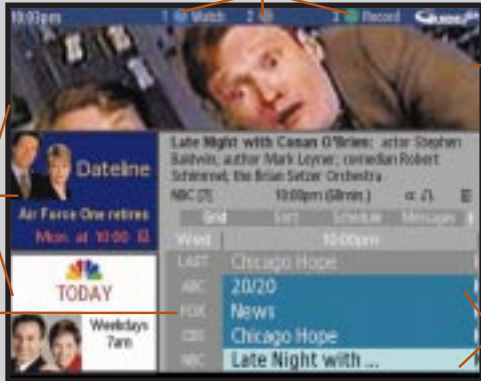 10:03pm 1 Watch 2 3 Record GUIDE
Late Night with Conan O'Brien: actor Stephen
Baldwin; author Mark Leyner; comedian Robert
Schimmel; the Brian Setzer Orchestra.
NBC [7] 10:00pm (60min.) cc
Grid Sort Schedule Messages
Wed 10:00pm
LAST Chicago Hope
ABC 20/20
FOX News
CBS Chicago Hope
NBC Late Night with ...
Dateline
Air Force One retires
Mon. at 10:00
TODAY
Weekdays
7am